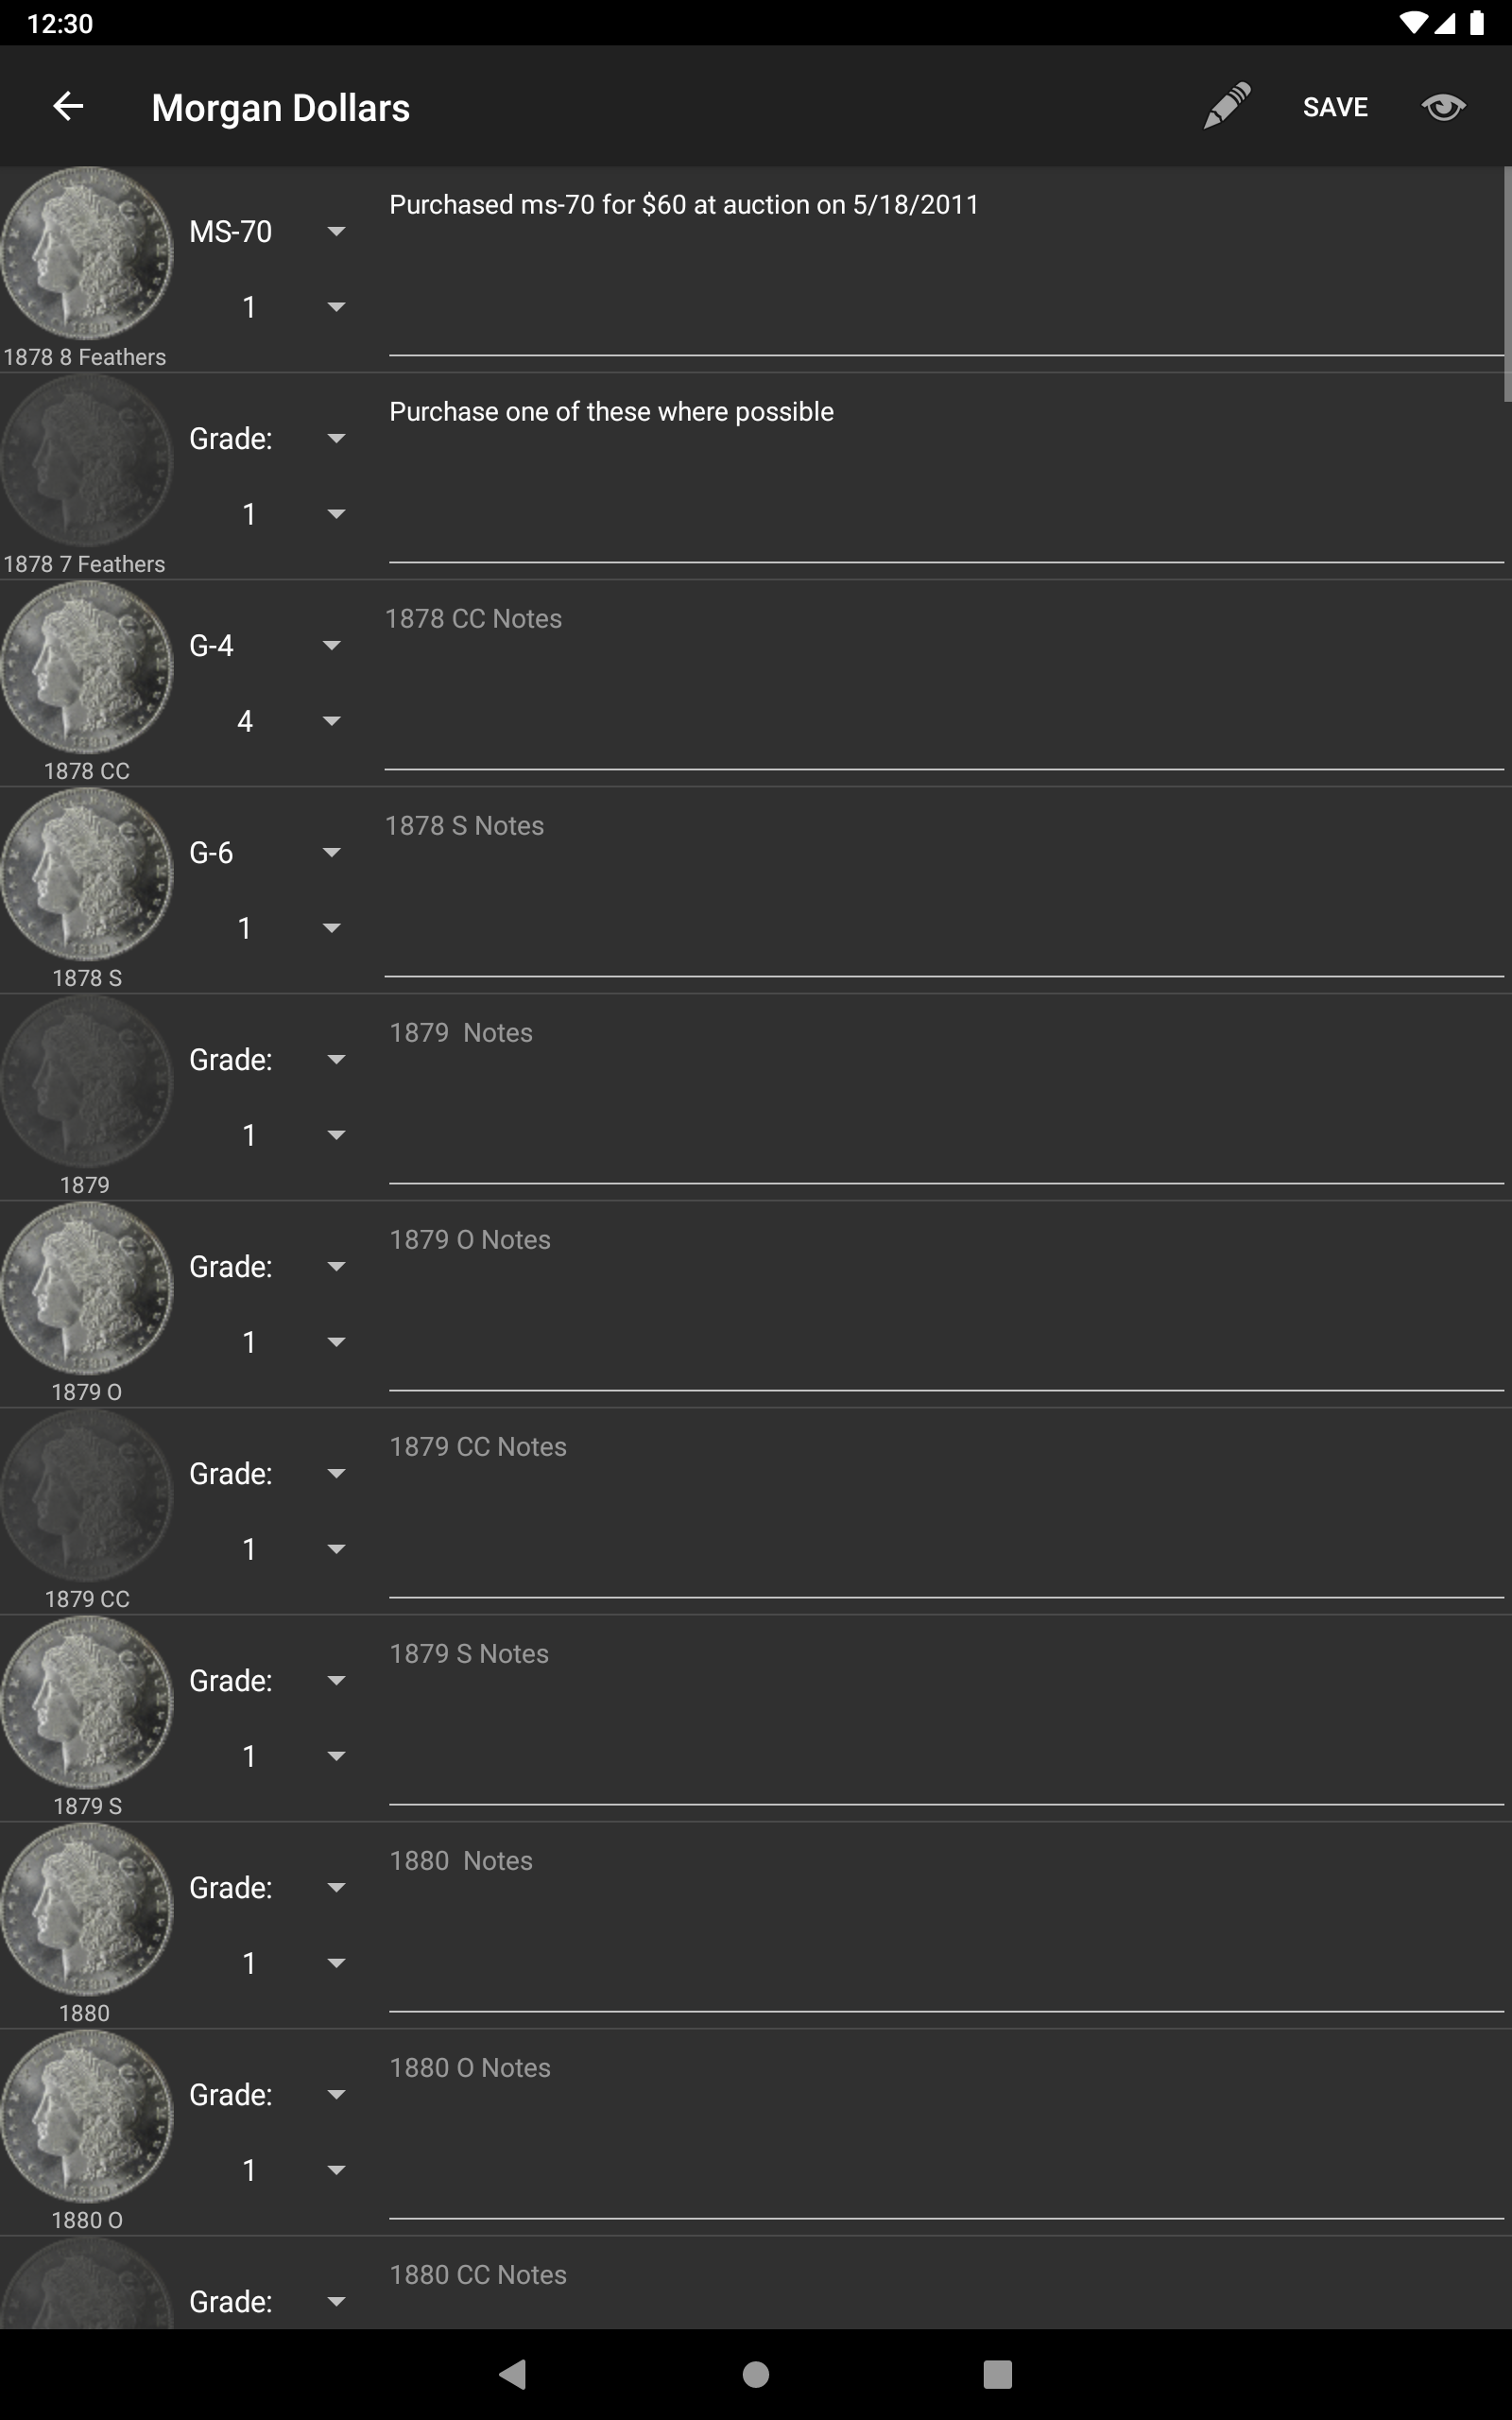 12:30
Morgan Dollars
SAVE
MS-70
Purchased ms-70 for $60 at auction on 5/18/2011
1
1878 8 Feathers
Grade:
Purchase one of these where possible
1
1878 7 Feathers
G-4
1878 CC Notes
4
1878 CC
G-6
1878 S Notes
1
1878 S
Grade:
1879  Notes
1
1879
Grade:
1879 O Notes
1
1879 O
Grade:
1879 CC Notes
1
1879 CC
Grade:
1879 S Notes
1
1879 S
Grade:
1880  Notes
1
1880
Grade:
1880 O Notes
1
1880 O
Grade:
1880 CC Notes